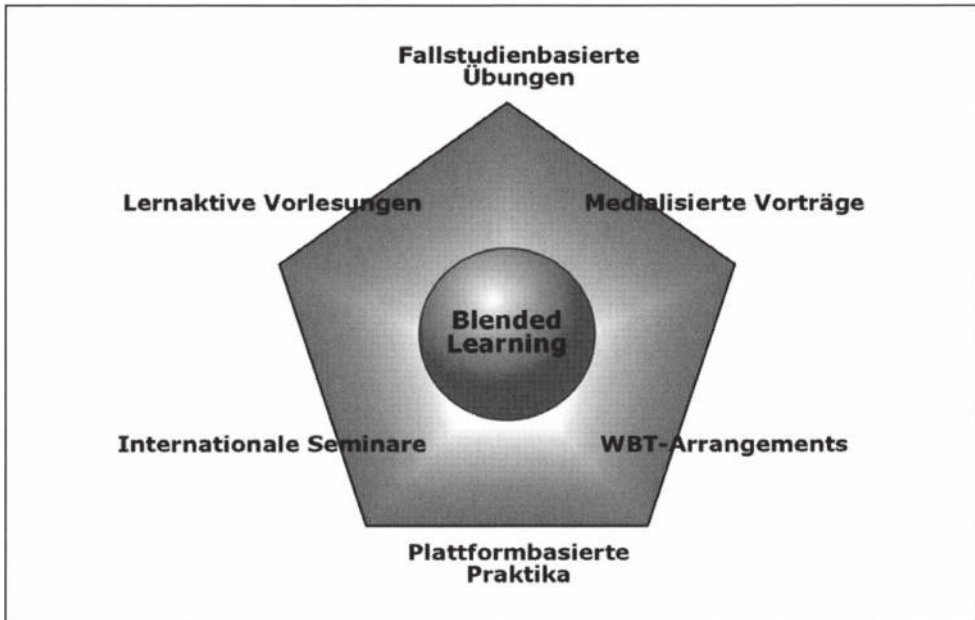 Fallstudienbasierte
Übungen
Lernaktive Vorlesungen
Medialisierte Vorträge
Blended
Learning
Internationale Seminare
WBT-Arrangements
Plattformbasierte
Praktika